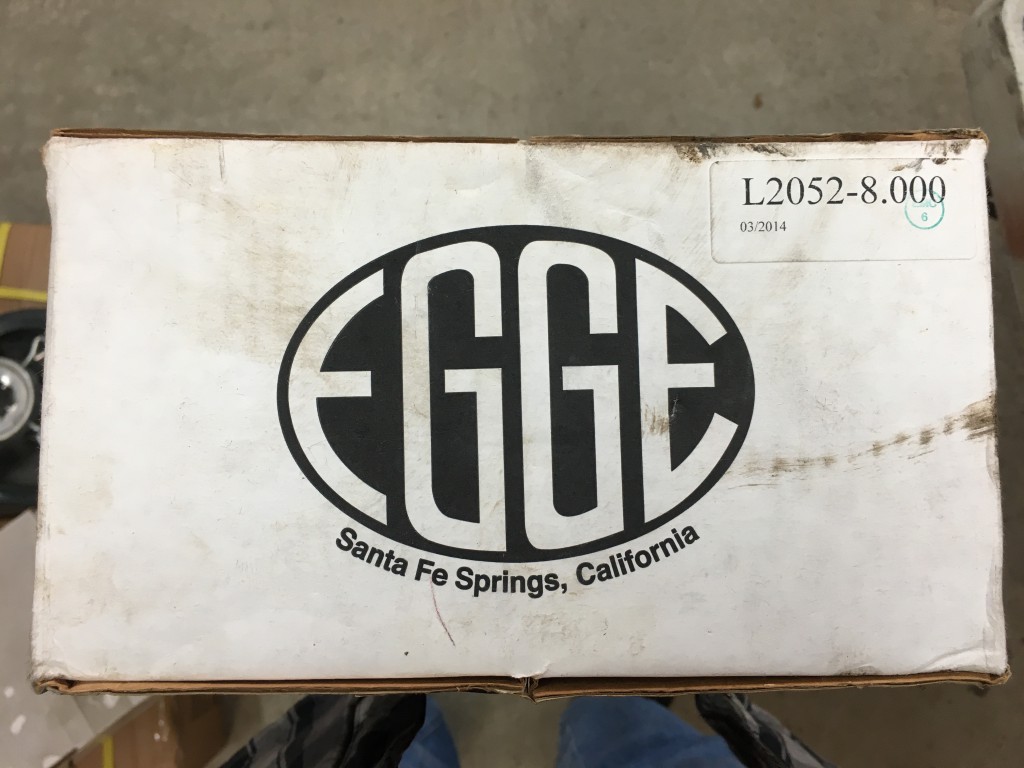 L2052-8.000
03/2014
6
EGGE
Santa Fe Springs, California